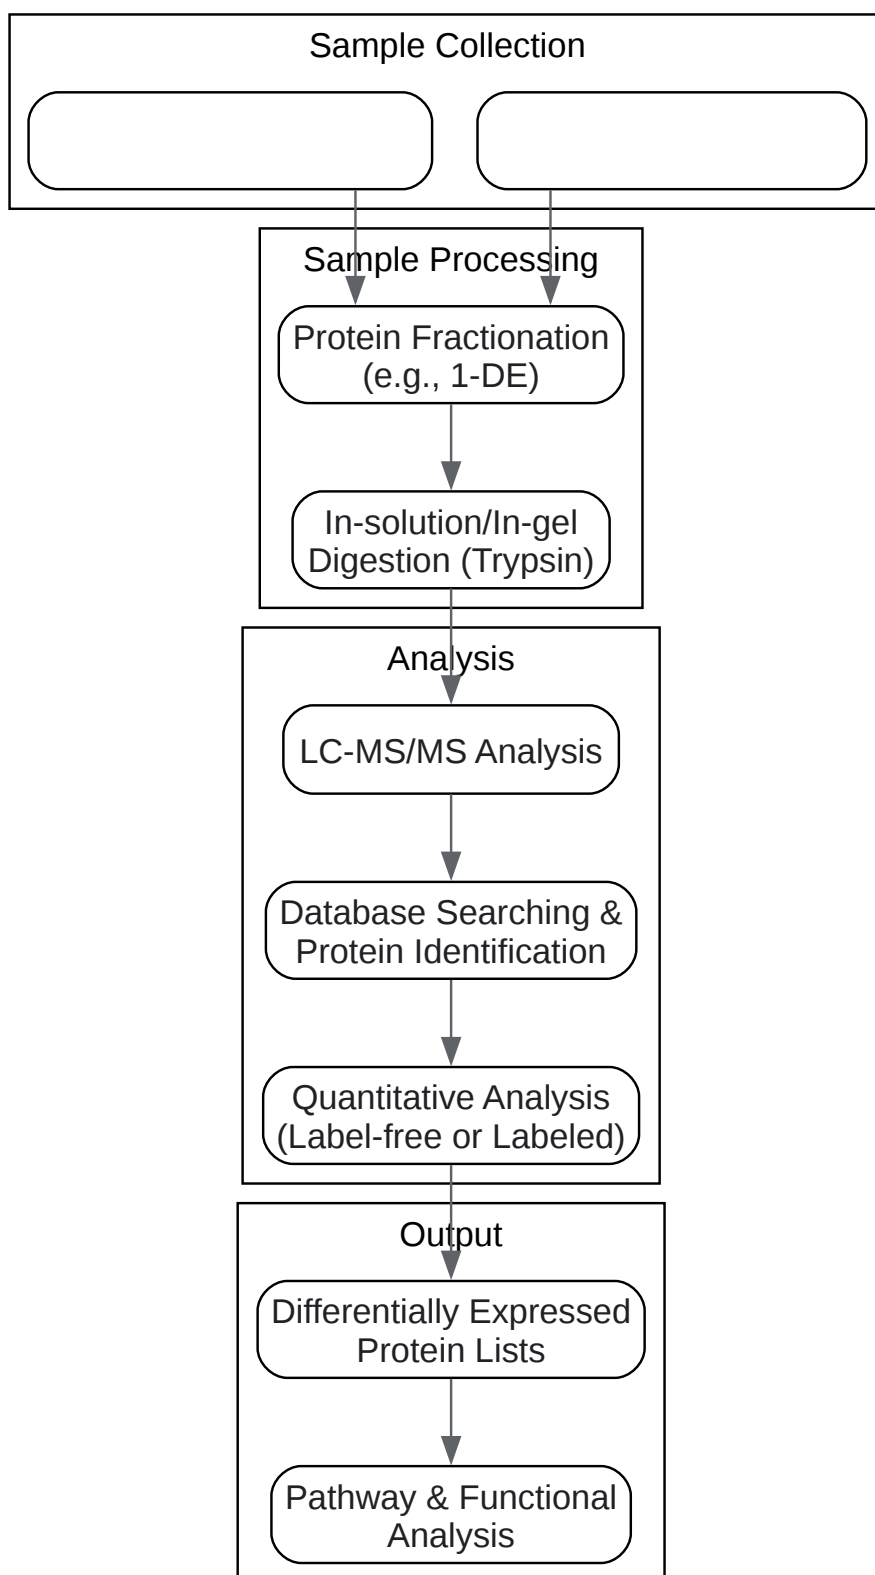 Sample Collection
Sample Processing
Protein Fractionation
(e.g., 1-DE)
In-solution/In-gel
Digestion (Trypsin)
Analysis
LC-MS/MS Analysis
Database Searching &
Protein Identification
Quantitative Analysis
(Label-free or Labeled)
Output
Differentially Expressed
Protein Lists
Pathway & Functional
Analysis